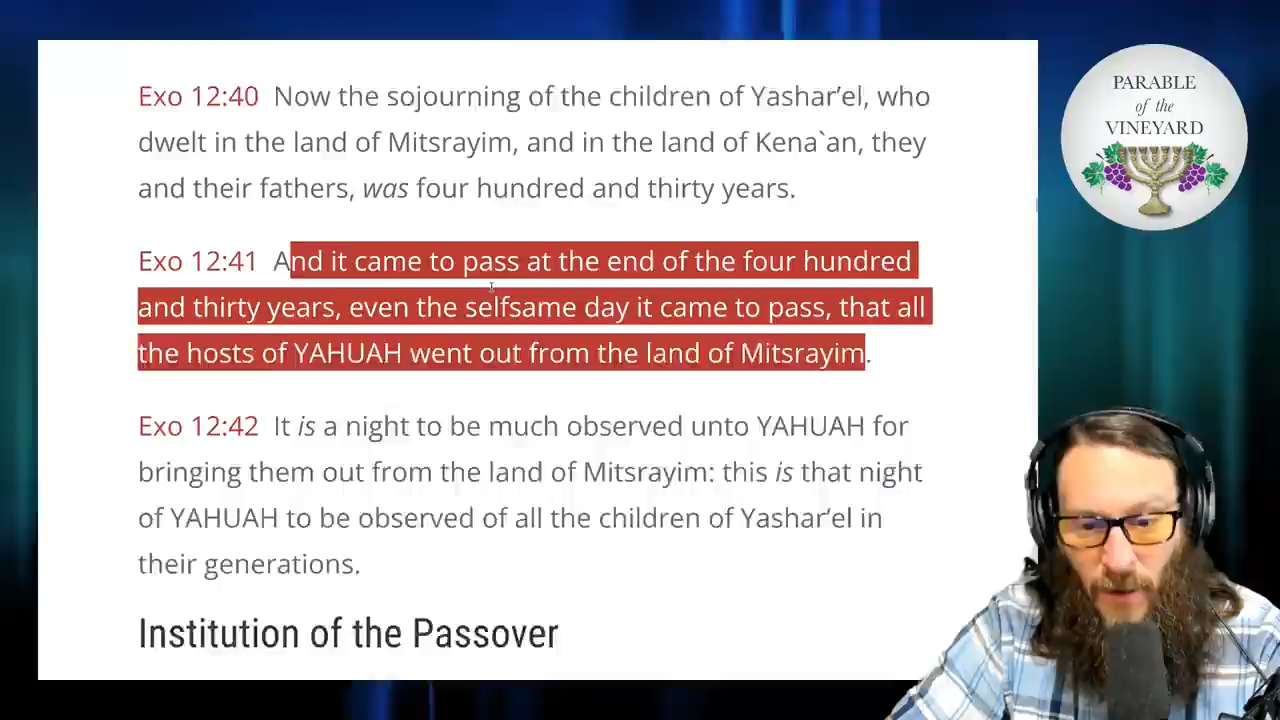 Exo 12:40 Now the sojourning of the children of Yashar’el, who
dwelt in the land of Mitsrayim, and in the land of Kena`an, they
and their fathers, was four hundred and thirty years.
Exo 12:41 And it came to pass at the end of the four hundred
and thirty years, even the selfsame day it came to pass, that all
the hosts of YAHUAH went out from the land of Mitsrayim.
Exo 12:42 It is a night to be much observed unto YAHUAH for
bringing them out from the land of Mitsrayim: this is that night
of YAHUAH to be observed of all the children of Yashar’el in
their generations.
Institution of the Passover
PARABLE
of the
VINEYARD